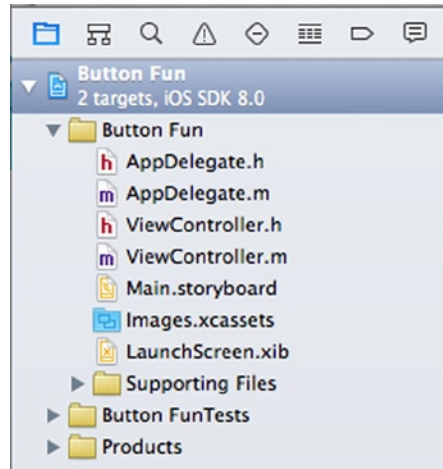 Button Fun
2 targets, iOS SDK 8.0
Button Fun
h AppDelegate.h
m AppDelegate.m
h ViewController.h
m ViewController.m
Main.storyboard
Images.xcassets
LaunchScreen.xib
Supporting Files
Button FunTests
Products